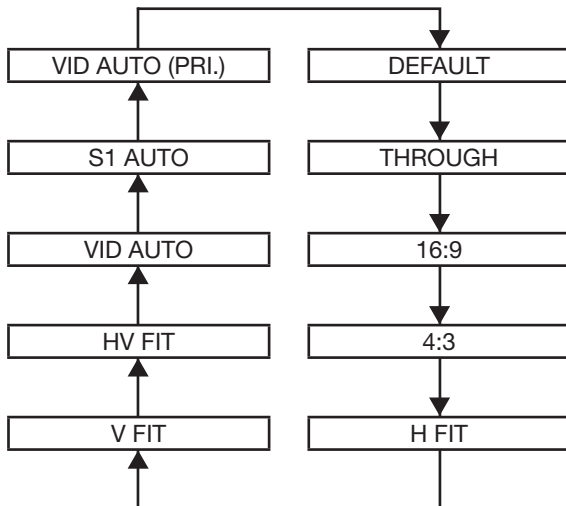 VID AUTO (PRI.)
DEFAULT
S1 AUTO
THROUGH
VID AUTO
16:9
HV FIT
4:3
V FIT
H FIT